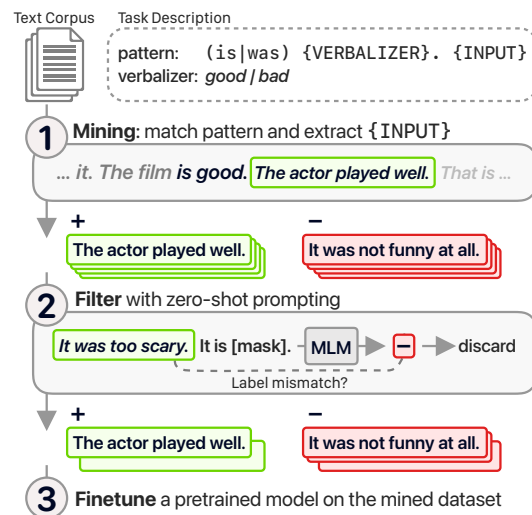 Text Corpus
Task Description
pattern: (is|was) {VERBALIZER}. {INPUT}
verbalizer: good | bad
1 Mining: match pattern and extract {INPUT}
... it. The film is good. The actor played well. That is ...
+ −
The actor played well. It was not funny at all.
2 Filter with zero-shot prompting
It was too scary. It is [mask]. MLM − discard
Label mismatch?
+ −
The actor played well. It was not funny at all.
3 Finetune a pretrained model on the mined dataset